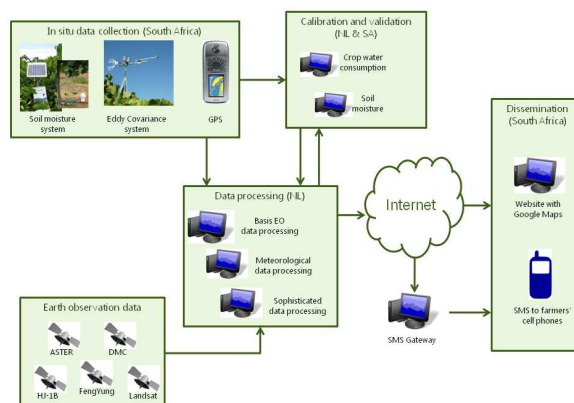 In situ data collection (South Africa)
Soil moisture
system
Eddy Covariance
system
GPS
Calibration and validation
(NL & SA)
Crop water
consumption
Soil
moisture
Data processing (NL)
Basis EO
data processing
Meteorological
data processing
Sophisticated
data processing
Earth observation data
ASTER
DMC
HJ-1B
FengYung
Landsat
Internet
SMS Gateway
Dissemination
(South Africa)
Website with
Google Maps
SMS to farmers'
cell phones